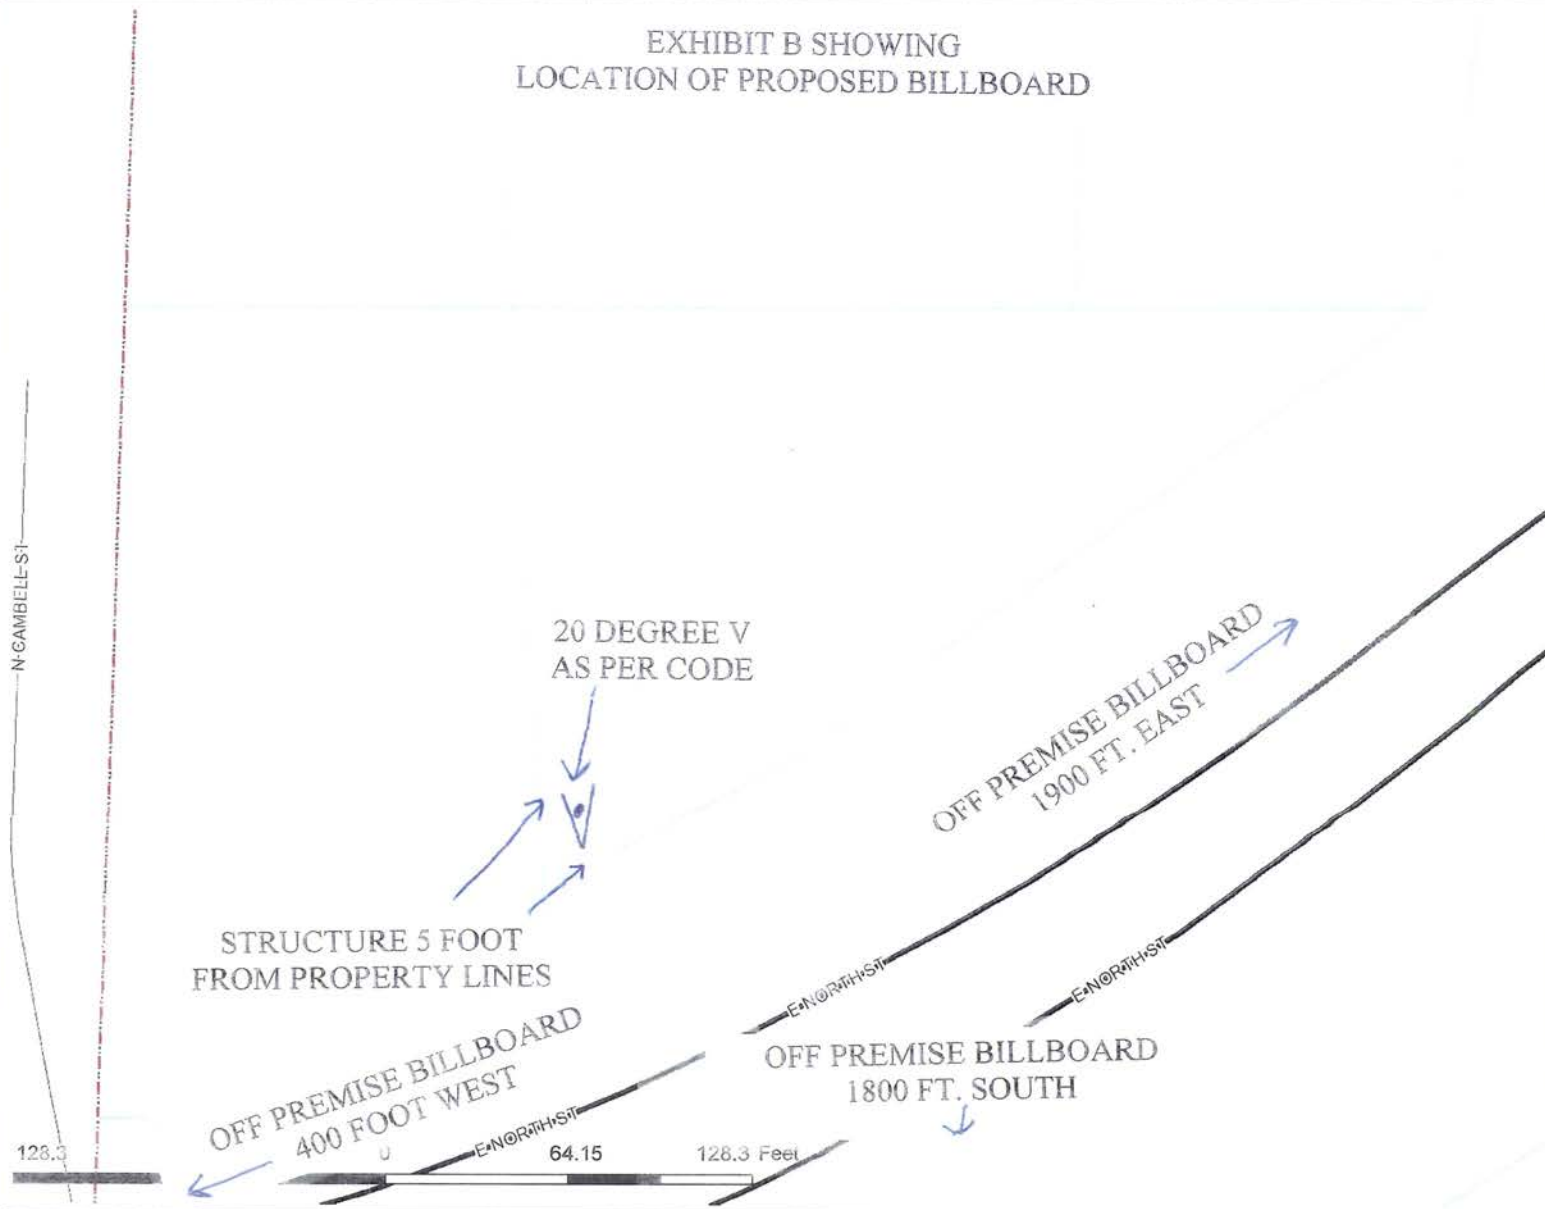 EXHIBIT B SHOWING
LOCATION OF PROPOSED BILLBOARD
N CAMBELL ST
20 DEGREE V
AS PER CODE
OFF PREMISE BILLBOARD
1900 FT. EAST
STRUCTURE 5 FOOT
FROM PROPERTY LINES
E NORTH ST
E NORTH ST
OFF PREMISE BILLBOARD
400 FOOT WEST
OFF PREMISE BILLBOARD
1800 FT. SOUTH
E NORTH ST
128.3 0 64.15 128.3 Feet